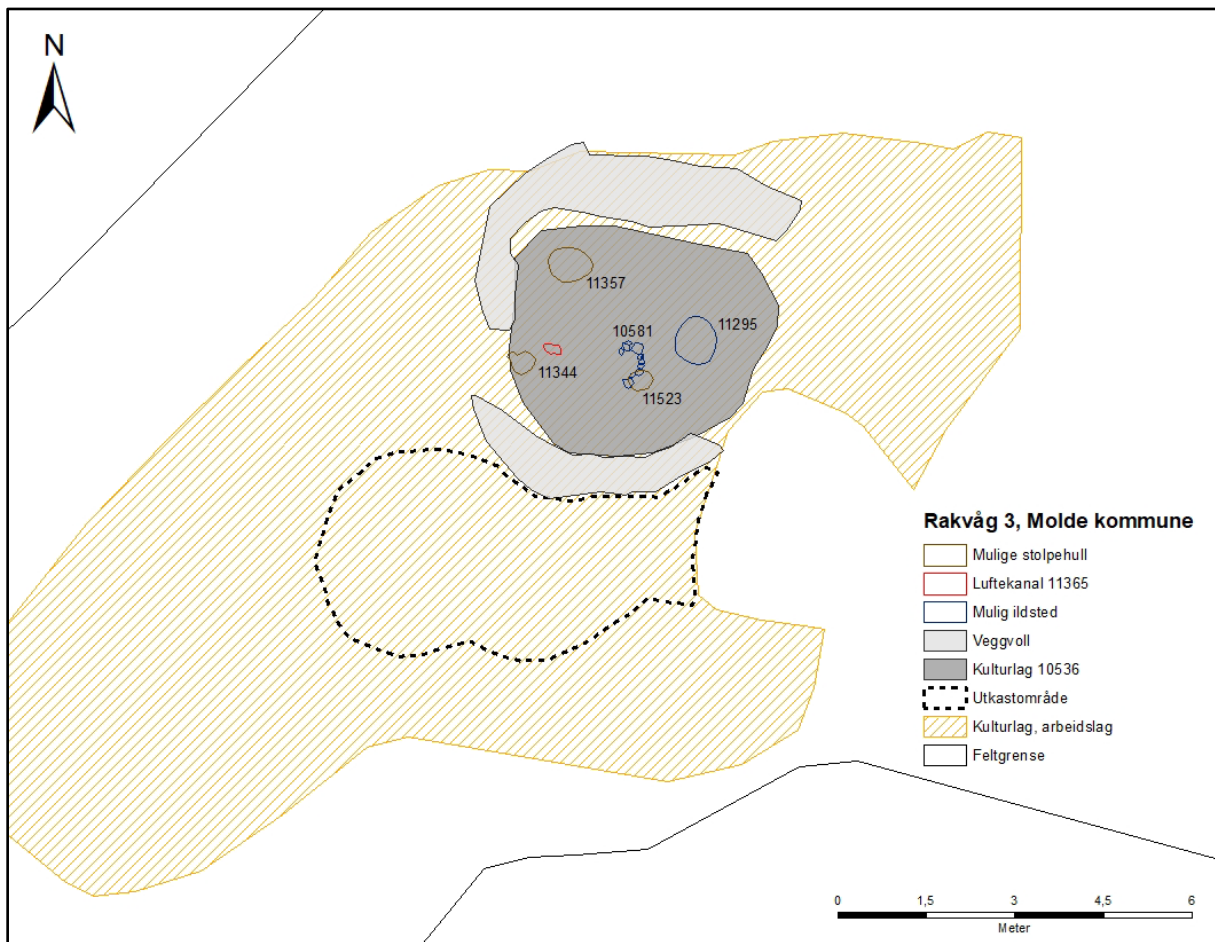 N
11357
10581
11295
11344
11523
Rakvåg 3, Molde kommune
Mulige stolpehull
Luftekanal 11365
Mulig ildsted
Veggvoll
Kulturlag 10536
Utkastområde
Kulturlag, arbeidslag
Feltgrense
0 1,5 3 4,5 6
Meter